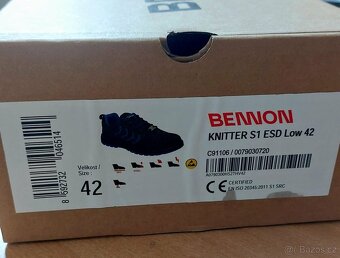 BENNON
KNITTER S1 ESD Low 42
C91106 / 0079030720
Velikost /
Size :
42
CE CERTIFIED
EN ISO 20345:2011 S1 SRC
bazos.cz